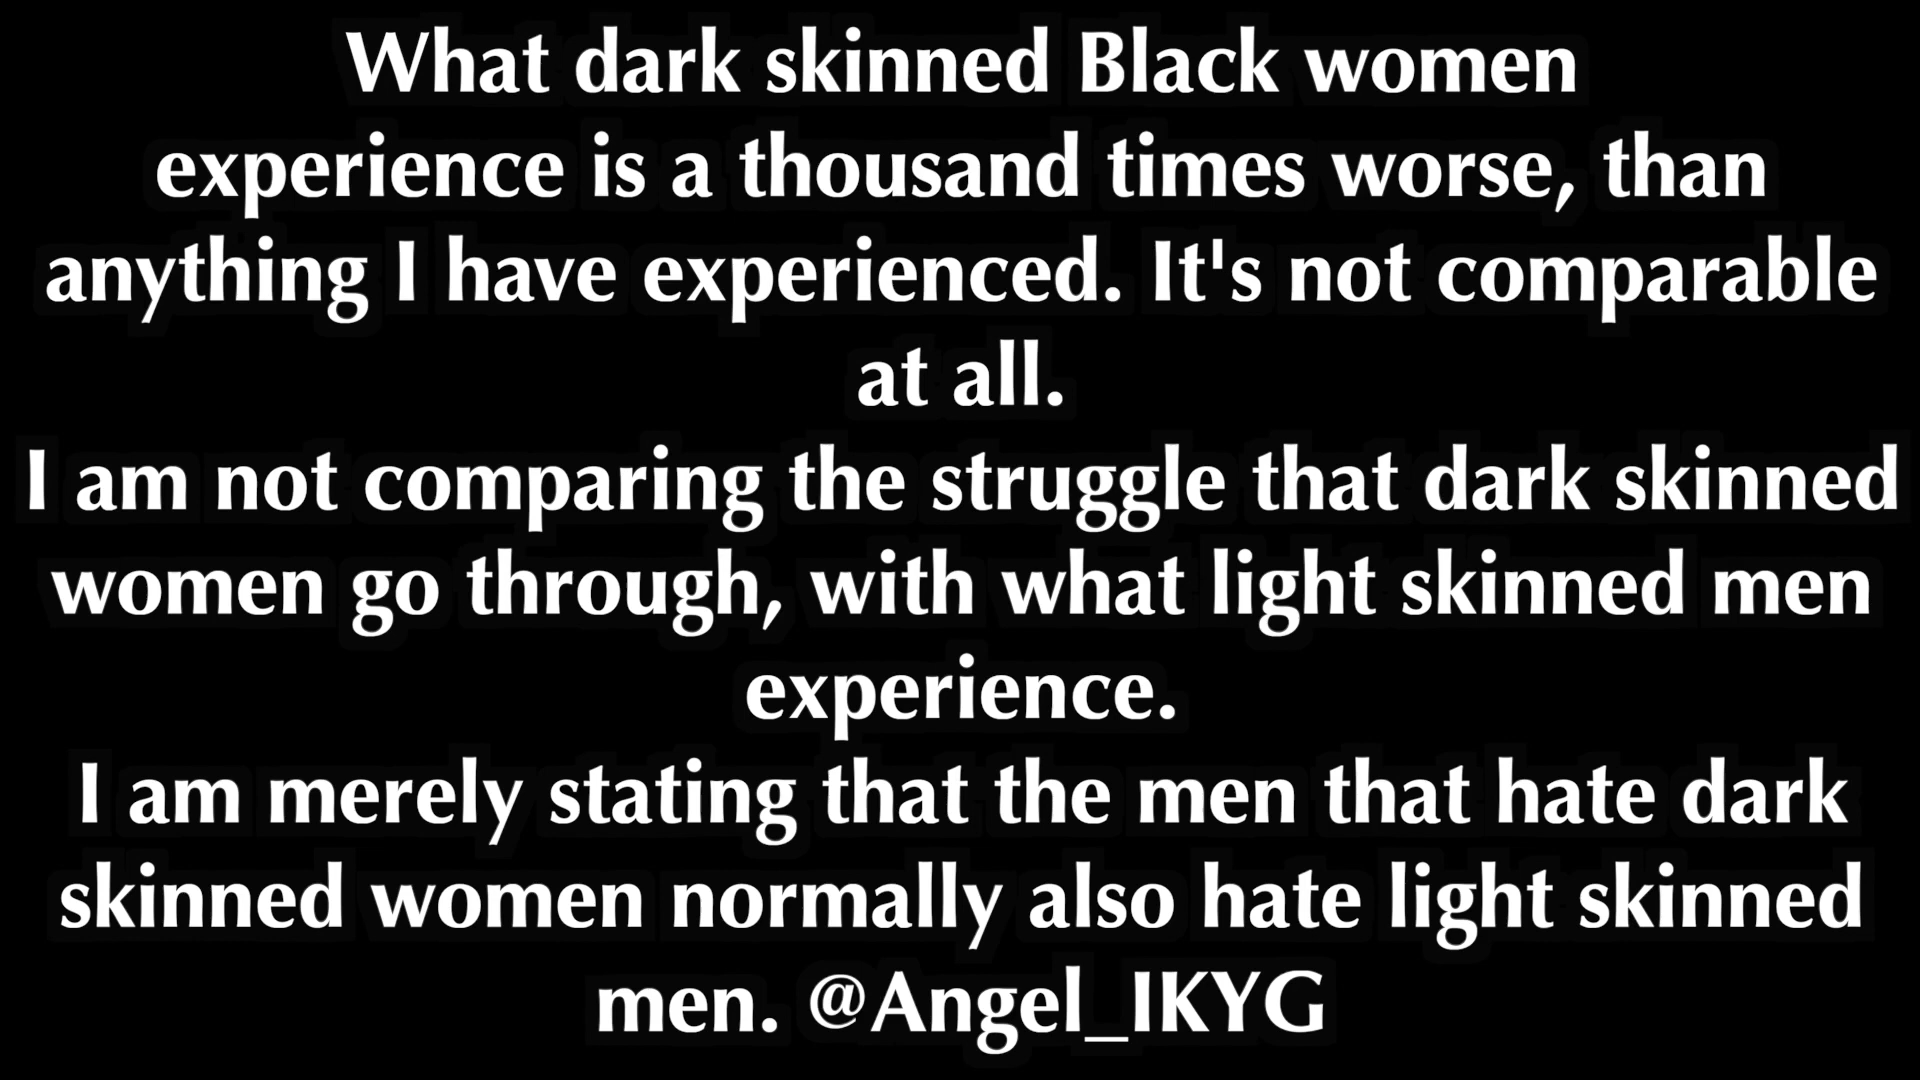 What dark skinned Black women
experience is a thousand times worse, than
anything I have experienced. It's not comparable
at all.
I am not comparing the struggle that dark skinned
women go through, with what light skinned men
experience.
I am merely stating that the men that hate dark
skinned women normally also hate light skinned
men. @Angel_IKYG